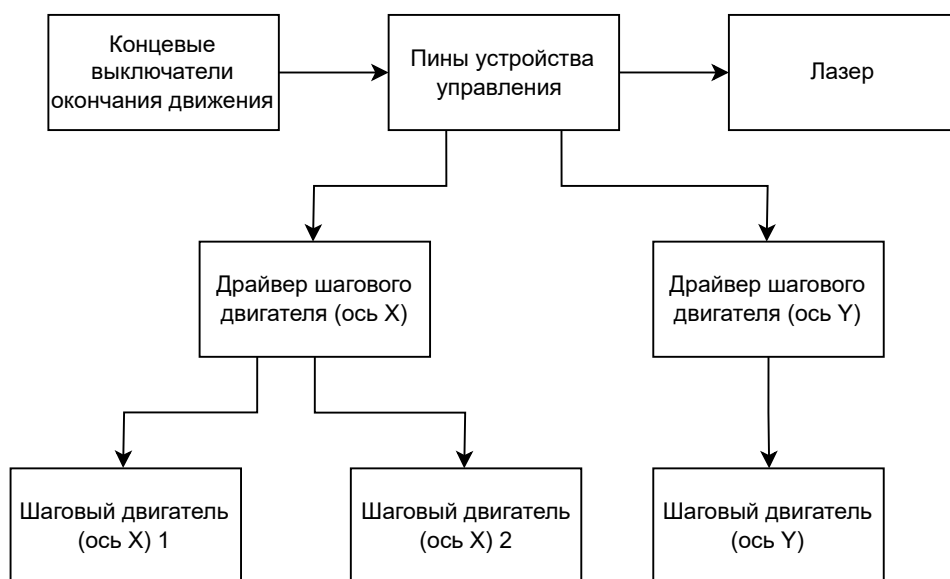 Концевые
выключатели
окончания движения
Пины устройства
управления
Лазер
Драйвер шагового
двигателя (ось X)
Драйвер шагового
двигателя (ось Y)
Шаговый двигатель
(ось X) 1
Шаговый двигатель
(ось X) 2
Шаговый двигатель
(ось Y)